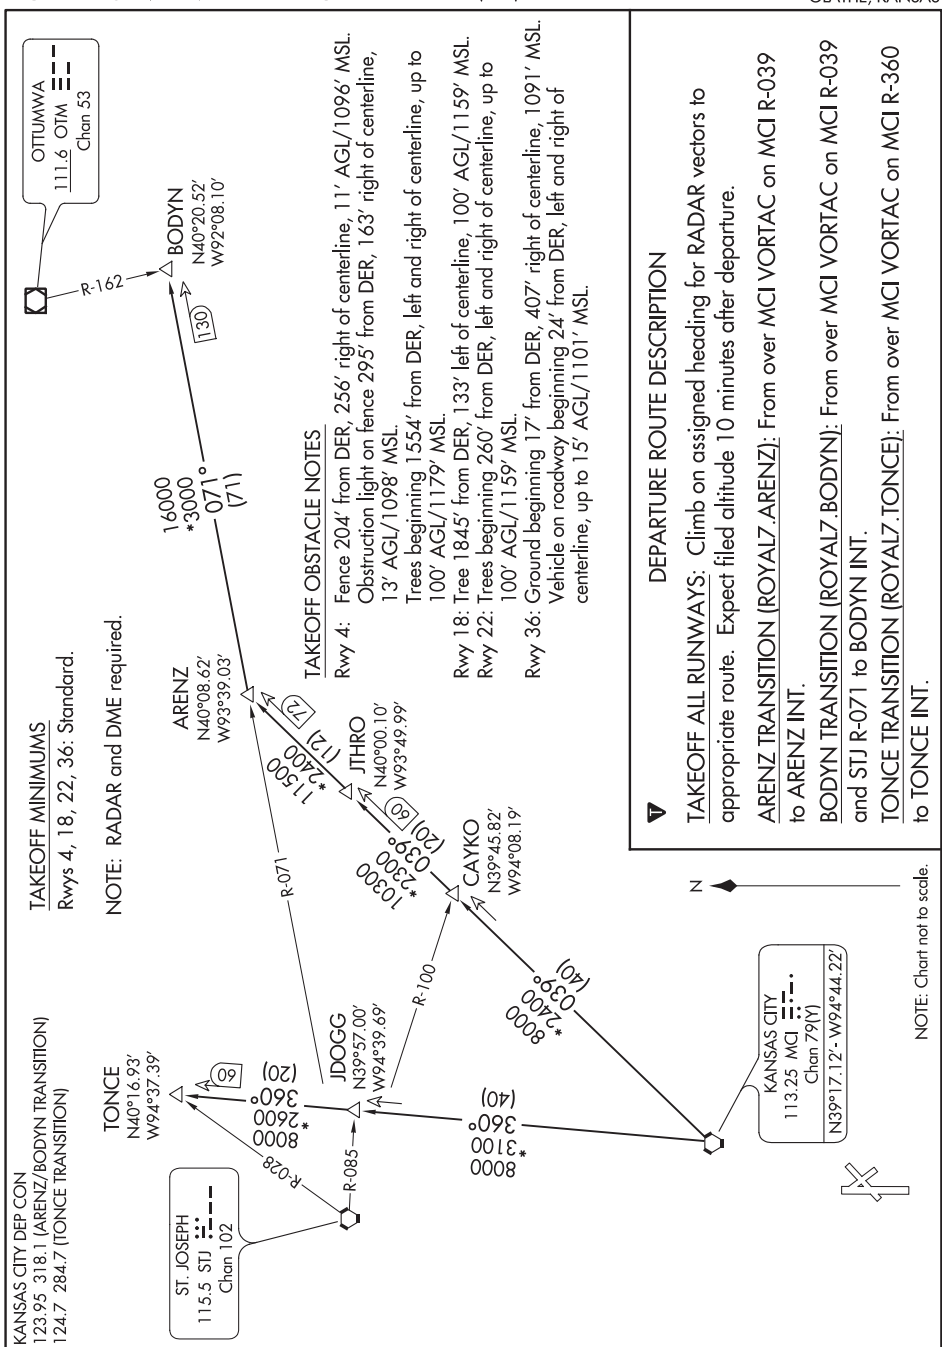 OLATHE, KANSAS
KANSAS CITY DEP CON
123.95 318.1 (ARENZ/BODYN TRANSITION)
124.7 284.7 (TONCE TRANSITION)
TAKEOFF MINIMUMS
Rwys 4, 18, 22, 36: Standard.
NOTE: RADAR and DME required.
OTTUMWA
111.6 OTM
Chan 53
R-162
BODYN
N40°20.52'
W92°08.10'
130
16000
*3000
071°
(71)
ARENZ
N40°08.62'
W93°39.03'
72
11500
*2400
(12)
JTHRO
N40°00.10'
W93°49.99'
60
10300
*2300
039°
(20)
CAYKO
N39°45.82'
W94°08.19'
8000
*2400
039°
(40)
R-071
R-100
TONCE
N40°16.93'
W94°37.39'
60
8000
*2600
360°
(20)
R-028
R-085
JDOGG
N39°57.00'
W94°39.69'
8000
*3100
360°
(40)
ST. JOSEPH
115.5 STJ
Chan 102
KANSAS CITY
113.25 MCI
Chan 79(Y)
N39°17.12'- W94°44.22'
N
NOTE: Chart not to scale.
TAKEOFF OBSTACLE NOTES
Rwy 4: Fence 204' from DER, 256' right of centerline, 11' AGL/1096' MSL.
Obstruction light on fence 295' from DER, 163' right of centerline,
13' AGL/1098' MSL.
Trees beginning 1554' from DER, left and right of centerline, up to
100' AGL/1179' MSL.
Rwy 18: Tree 1845' from DER, 133' left of centerline, 100' AGL/1159' MSL.
Rwy 22: Trees beginning 260' from DER, left and right of centerline, up to
100' AGL/1159' MSL.
Rwy 36: Ground beginning 17' from DER, 407' right of centerline, 1091' MSL.
Vehicle on roadway beginning 24' from DER, left and right of
centerline, up to 15' AGL/1101' MSL.
T
DEPARTURE ROUTE DESCRIPTION
TAKEOFF ALL RUNWAYS: Climb on assigned heading for RADAR vectors to
appropriate route. Expect filed altitude 10 minutes after departure.
ARENZ TRANSITION (ROYAL7.ARENZ): From over MCI VORTAC on MCI R-039
to ARENZ INT.
BODYN TRANSITION (ROYAL7.BODYN): From over MCI VORTAC on MCI R-039
and STJ R-071 to BODYN INT.
TONCE TRANSITION (ROYAL7.TONCE): From over MCI VORTAC on MCI R-360
to TONCE INT.